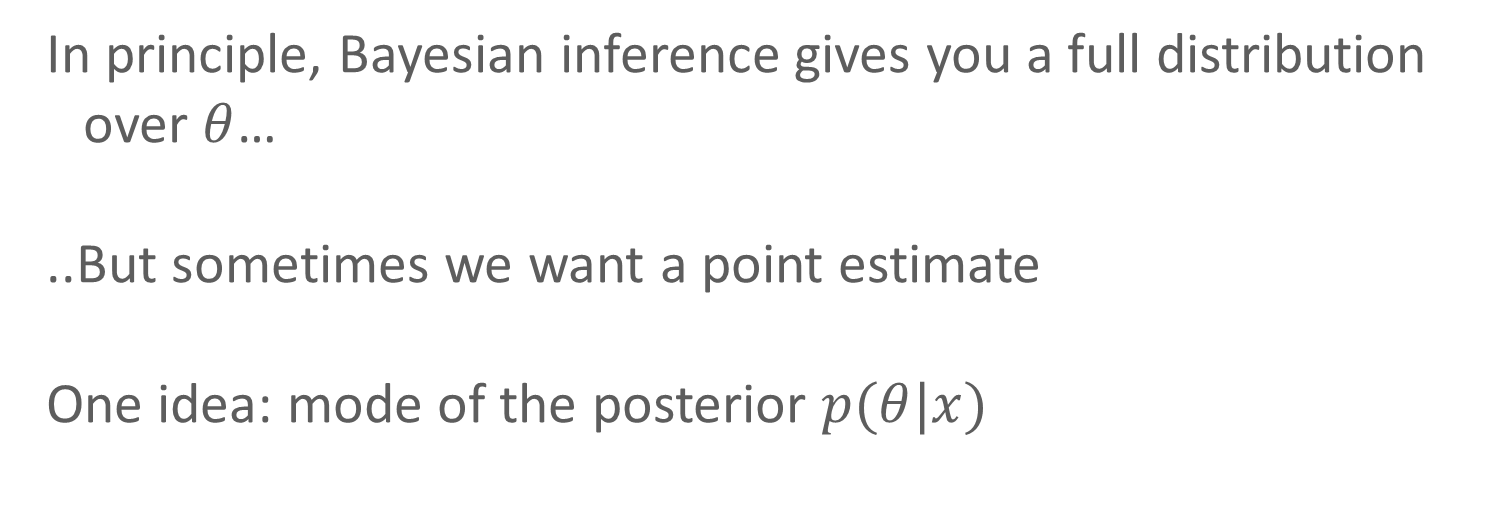 In principle, Bayesian inference gives you a full distribution
over 𝜃…
..But sometimes we want a point estimate
One idea: mode of the posterior 𝑝(𝜃|𝑥)